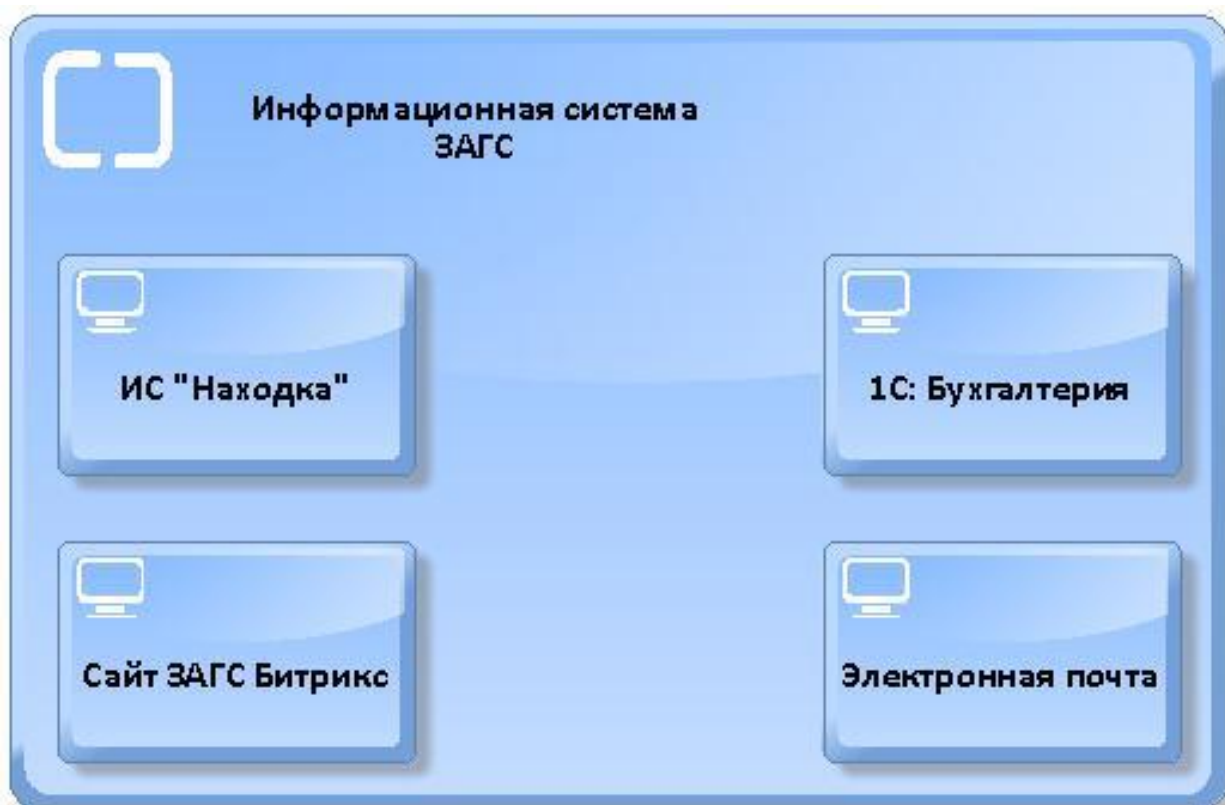 Информационная система
ЗАГС
ИС "Находка"
1С: Бухгалтерия
Сайт ЗАГС Битрикс
Электронная почта